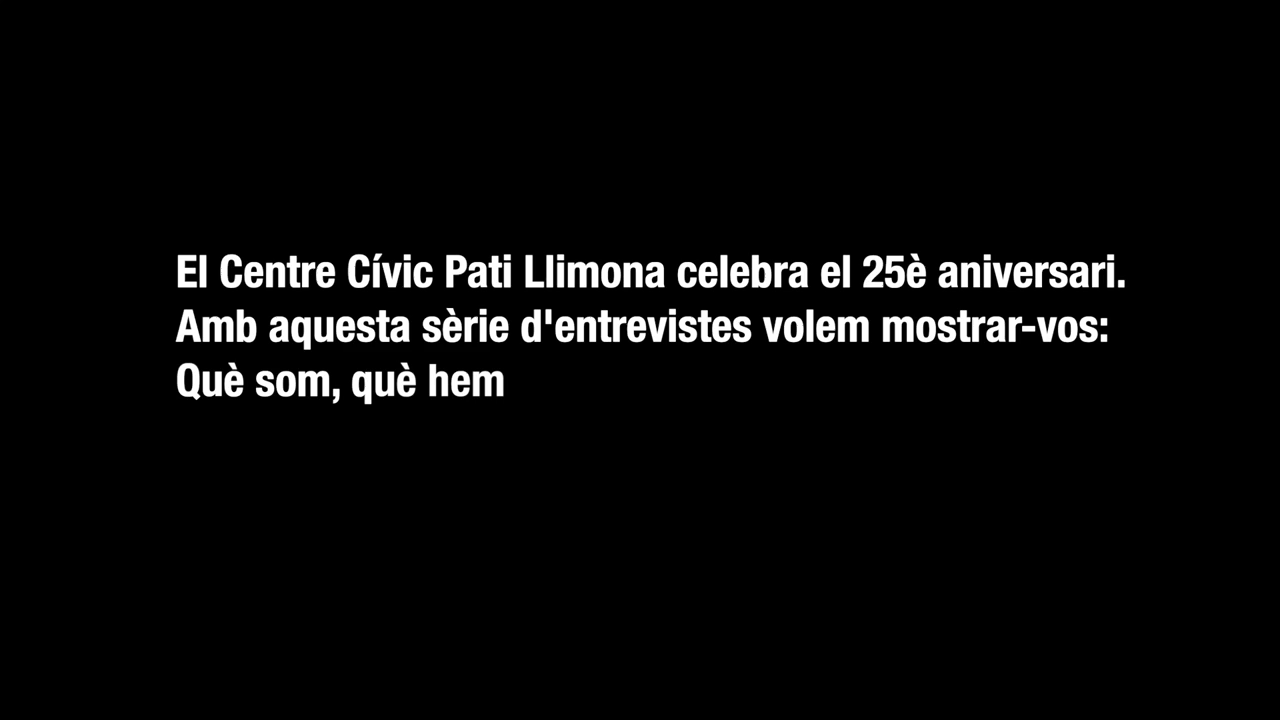 El Centre Cívic Pati Llimona celebra el 25è aniversari.
Amb aquesta sèrie d'entrevistes volem mostrar-vos:
Què som, què hem